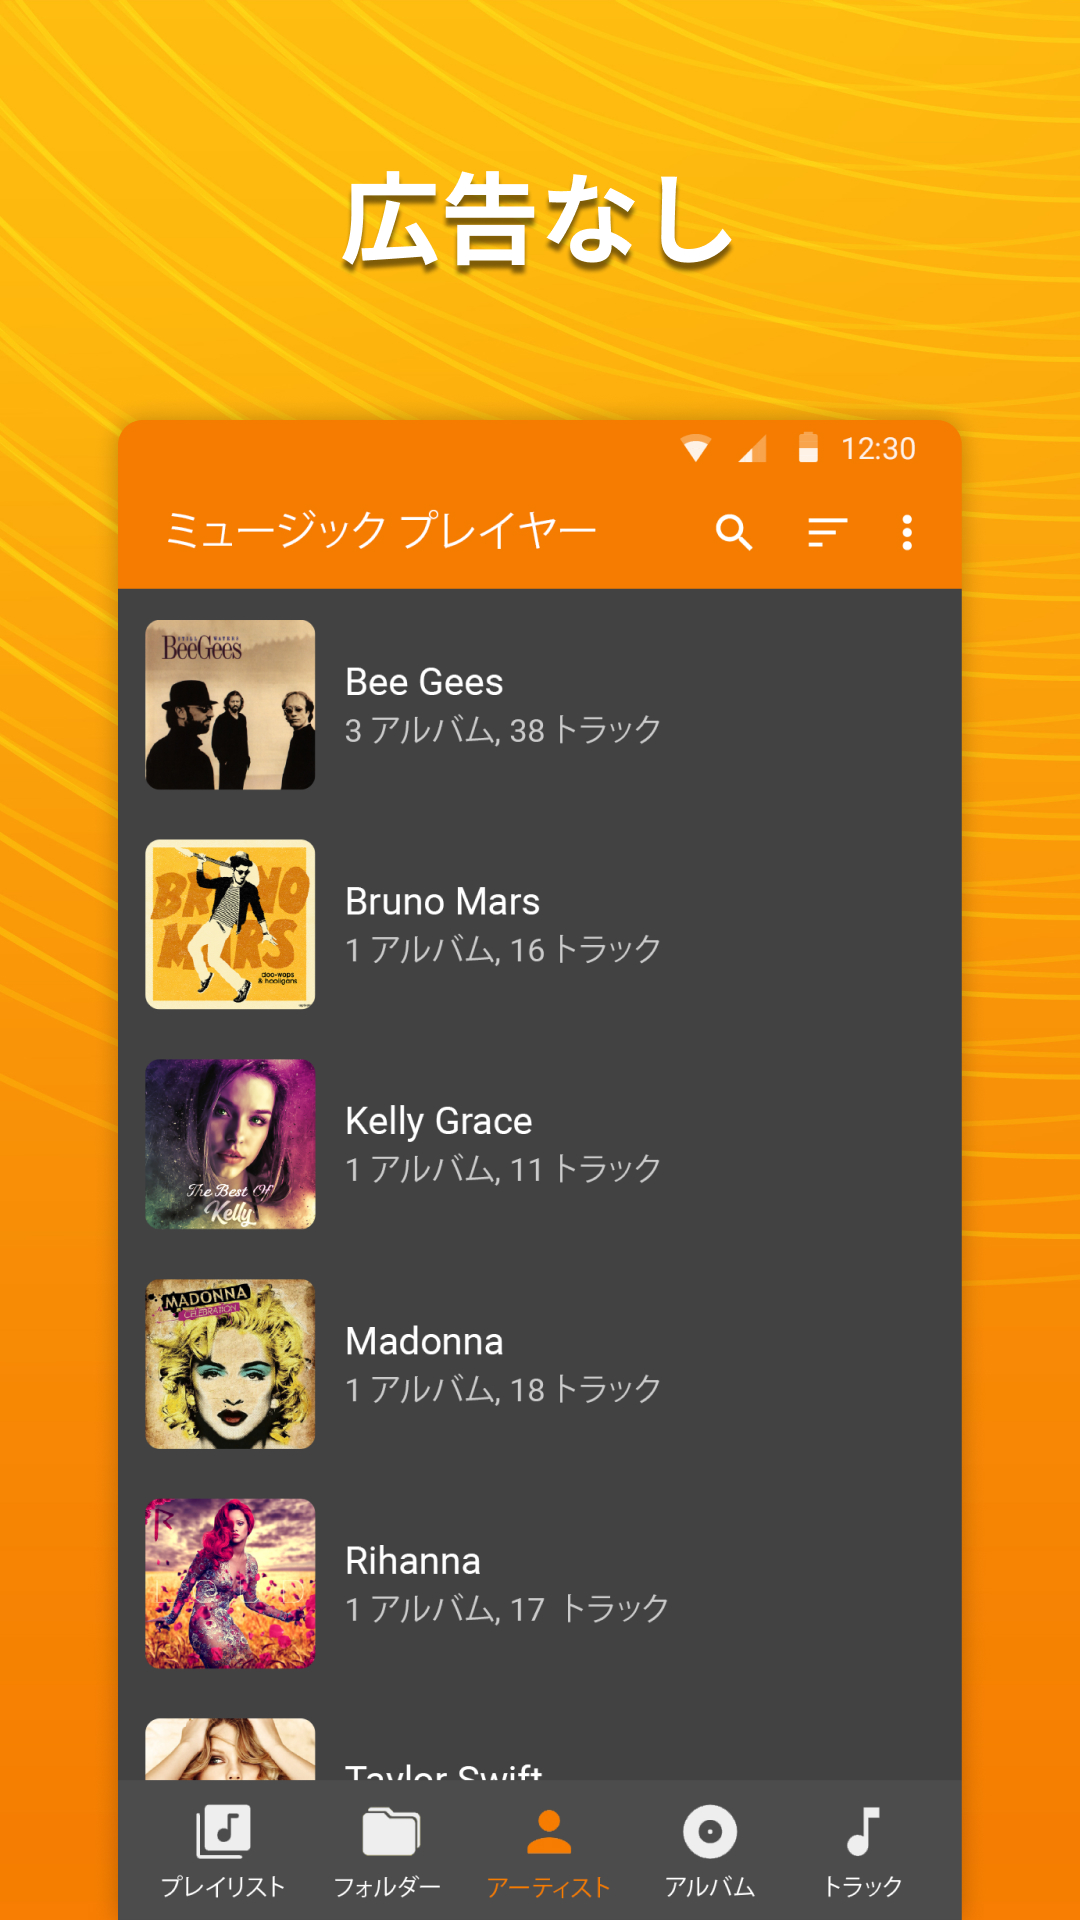 広告なし
12:30
ミュージック プレイヤー
STILL WATERS
BeeGees
Bee Gees
3 アルバム, 38 トラック
BRUNO
MARS
doo-wops
& hooligans
Bruno Mars
1 アルバム, 16 トラック
The Best Of
Kelly
Kelly Grace
1 アルバム, 11 トラック
MADONNA
CELEBRATION
Madonna
1 アルバム, 18 トラック
R
Rihanna
1 アルバム, 17 トラック
Taylor Swift
プレイリスト
フォルダー
アーティスト
アルバム
トラック